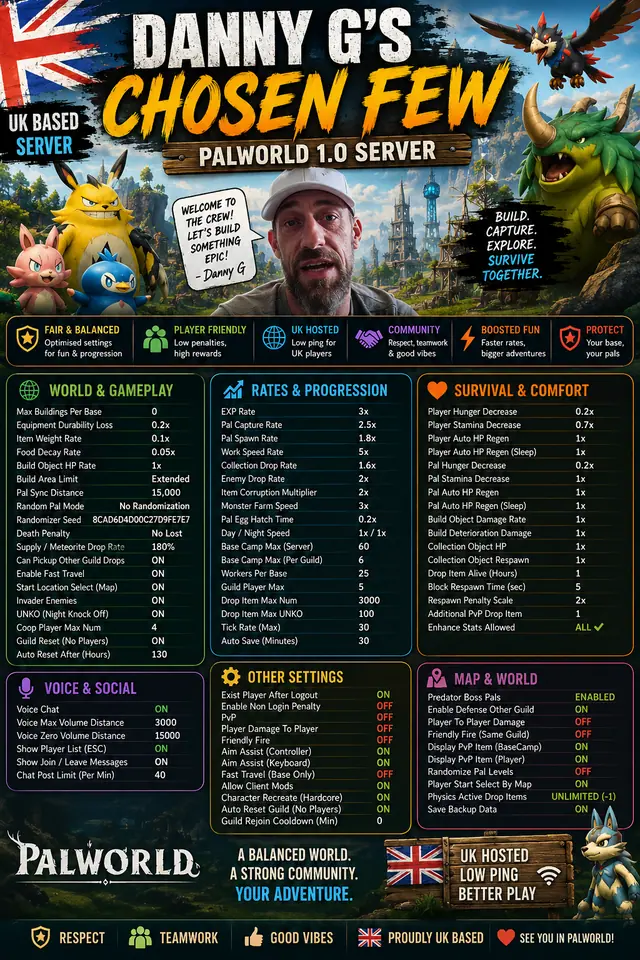 DANNY G'S
CHOSEN FEW
PALWORLD 1.0 SERVER
UK BASED
SERVER
WELCOME TO
THE CREW!
LET'S BUILD
SOMETHING
EPIC!
- Danny G
BUILD.
CAPTURE.
EXPLORE.
SURVIVE
TOGETHER.
FAIR & BALANCED
Optimised settings
for fun & progression
PLAYER FRIENDLY
Low penalties,
high rewards
UK HOSTED
Low ping for
UK players
COMMUNITY
Respect, teamwork
& good vibes
BOOSTED FUN
Faster rates,
bigger adventures
PROTECT
Your base,
your pals
WORLD & GAMEPLAY
Max Buildings Per Base 0
Equipment Durability Loss 0.2x
Item Weight Rate 0.1x
Food Decay Rate 0.05x
Build Object HP Rate 1x
Build Area Limit Extended
Pal Sync Distance 15,000
Random Pal Mode No Randomization
Randomizer Seed 8CAD6D4D00C27D9FE7E7
Death Penalty No Lost
Supply / Meteorite Drop Rate 180%
Can Pickup Other Guild Drops ON
Enable Fast Travel ON
Start Location Select (Map) ON
Invader Enemies ON
UNKO (Night Knock Off) ON
Coop Player Max Num 4
Guild Reset (No Players) ON
Auto Reset After (Hours) 130
RATES & PROGRESSION
EXP Rate 3x
Pal Capture Rate 2.5x
Pal Spawn Rate 1.8x
Work Speed Rate 5x
Collection Drop Rate 1.6x
Enemy Drop Rate 2x
Item Corruption Multiplier 2x
Monster Farm Speed 3x
Pal Egg Hatch Time 0.2x
Day / Night Speed 1x / 1x
Base Camp Max (Server) 60
Base Camp Max (Per Guild) 6
Workers Per Base 25
Guild Player Max 5
Drop Item Max Num 3000
Drop Item Max UNKO 100
Tick Rate (Max) 30
Auto Save (Minutes) 30
SURVIVAL & COMFORT
Player Hunger Decrease 0.2x
Player Stamina Decrease 0.7x
Player Auto HP Regen 1x
Player Auto HP Regen (Sleep) 1x
Pal Hunger Decrease 0.2x
Pal Stamina Decrease 1x
Pal Auto HP Regen 1x
Pal Auto HP Regen (Sleep) 1x
Build Object Damage Rate 1x
Build Deterioration Damage 1x
Collection Object HP 1x
Collection Object Respawn 1x
Drop Item Alive (Hours) 1
Block Respawn Time (sec) 5
Respawn Penalty Scale 2x
Additional PvP Drop Item 1
Enhance Stats Allowed ALL ✓
VOICE & SOCIAL
Voice Chat ON
Voice Max Volume Distance 3000
Voice Zero Volume Distance 15000
Show Player List (ESC) ON
Show Join / Leave Messages ON
Chat Post Limit (Per Min) 40
OTHER SETTINGS
Exist Player After Logout ON
Enable Non Login Penalty OFF
PvP OFF
Player Damage To Player OFF
Friendly Fire OFF
Aim Assist (Controller) ON
Aim Assist (Keyboard) ON
Fast Travel (Base Only) OFF
Allow Client Mods ON
Character Recreate (Hardcore) ON
Auto Reset Guild (No Players) ON
Guild Rejoin Cooldown (Min) 0
MAP & WORLD
Predator Boss Pals ENABLED
Enable Defense Other Guild ON
Player To Player Damage OFF
Friendly Fire (Same Guild) OFF
Display PvP Item (BaseCamp) ON
Display PvP Item (Player) ON
Randomize Pal Levels OFF
Player Start Select By Map ON
Physics Active Drop Items UNLIMITED (-1)
Save Backup Data ON
PALWORLD
A BALANCED WORLD.
A STRONG COMMUNITY.
YOUR ADVENTURE.
UK HOSTED
LOW PING
BETTER PLAY
RESPECT
TEAMWORK
GOOD VIBES
PROUDLY UK BASED
SEE YOU IN PALWORLD!